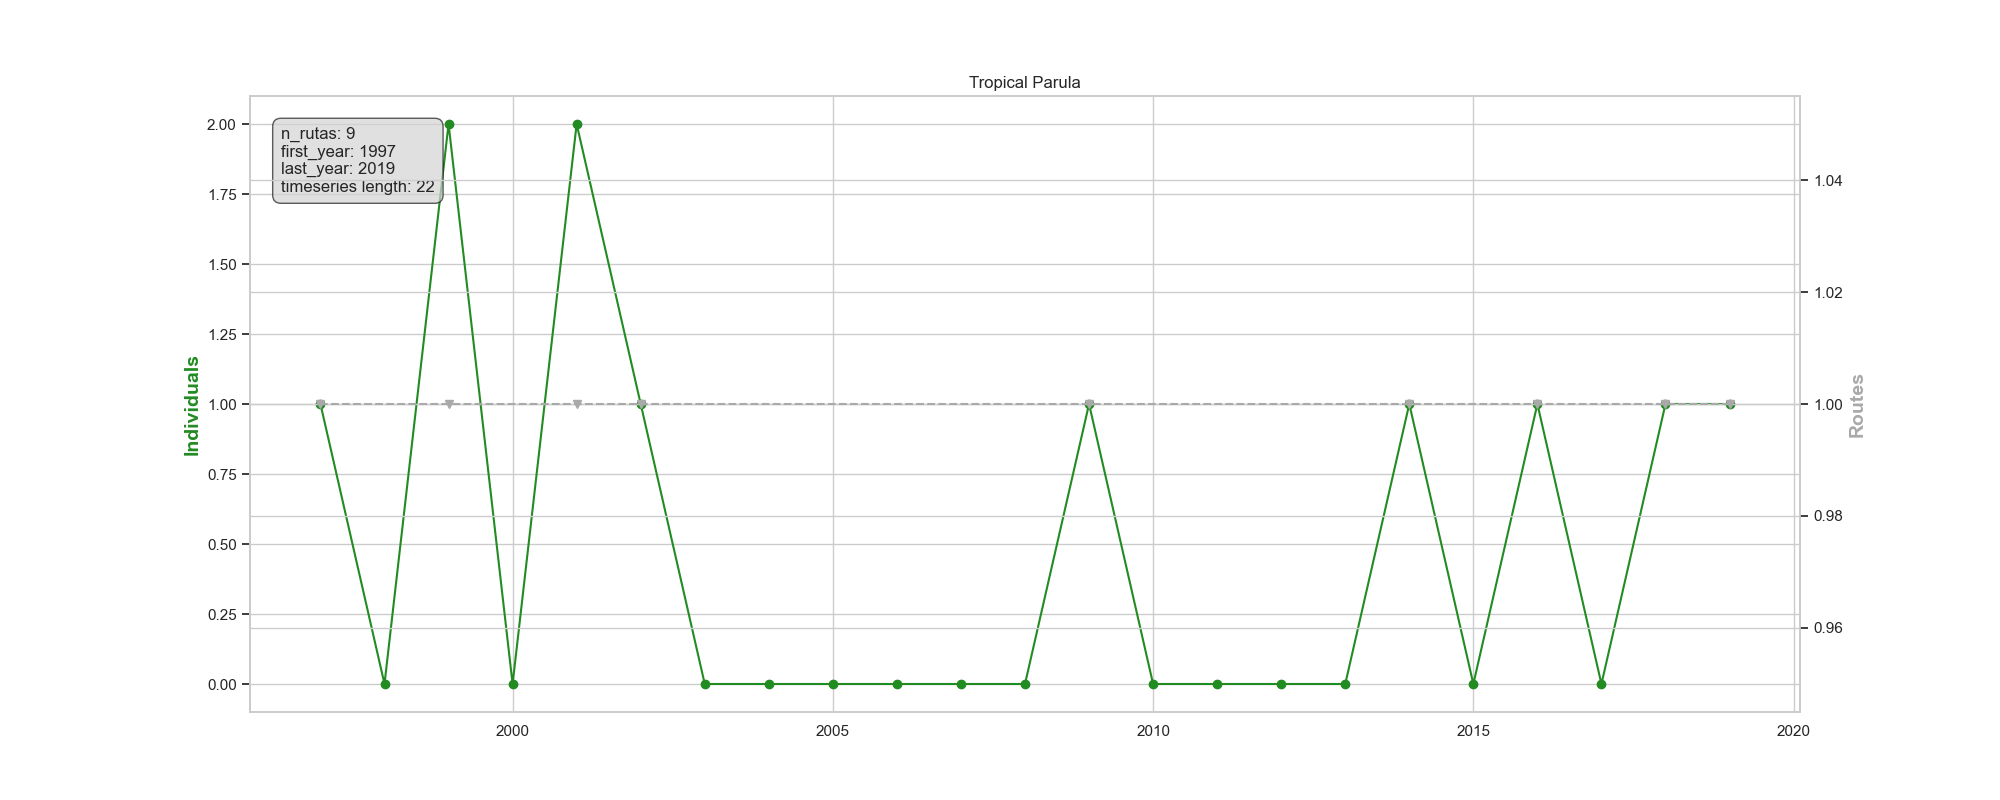 Tropical Parula
n_rutas: 9
first_year: 1997
last_year: 2019
timeseries length: 22
2.00
1.75
1.50
1.25
1.00
0.75
0.50
0.25
0.00
Individuals
1.04
1.02
1.00
0.98
0.96
Routes
2000
2005
2010
2015
2020